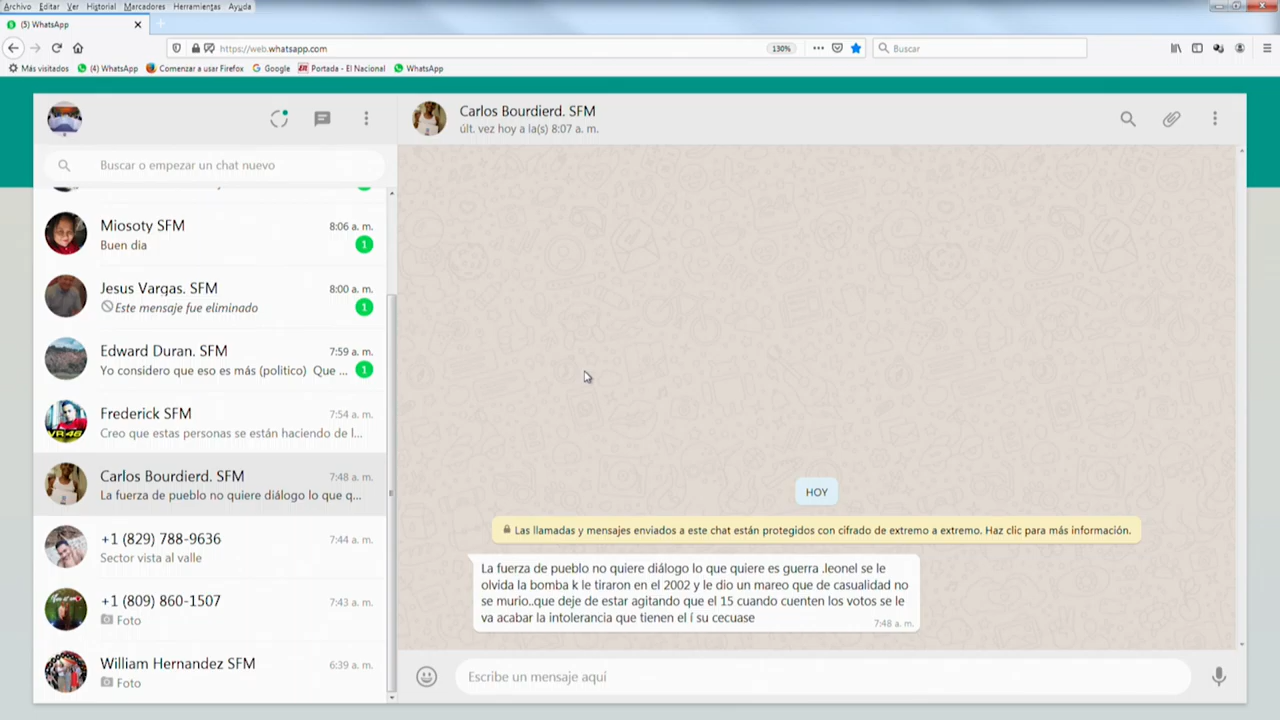 Archivo Editar Ver Historial Marcadores Herramientas Ayuda
(5) WhatsApp
https://web.whatsapp.com
130%
Buscar
Más visitados
(4) WhatsApp
Comenzar a usar Firefox
Google
Portada - El Nacional
WhatsApp
Buscar o empezar un chat nuevo
Miosoty SFM
8:06 a. m.
Buen dia
1
Jesus Vargas. SFM
8:00 a. m.
Este mensaje fue eliminado
1
Edward Duran. SFM
7:59 a. m.
Yo considero que eso es más (politico) Que ...
1
Frederick SFM
7:54 a. m.
Creo que estas personas se están haciendo de l...
Carlos Bourdierd. SFM
7:48 a. m.
La fuerza de pueblo no quiere diálogo lo que q...
+1 (829) 788-9636
7:44 a. m.
Sector vista al valle
+1 (809) 860-1507
7:43 a. m.
Foto
William Hernandez SFM
6:39 a. m.
Foto
Carlos Bourdierd. SFM
últ. vez hoy a la(s) 8:07 a. m.
HOY
Las llamadas y mensajes enviados a este chat están protegidos con cifrado de extremo a extremo. Haz clic para más información.
La fuerza de pueblo no quiere diálogo lo que quiere es guerra .leonel se le
olvida la bomba k le tiraron en el 2002 y le dio un mareo que de casualidad no
se murio..que deje de estar agitando que el 15 cuando cuenten los votos se le
va acabar la intolerancia que tienen el í su cecuase
7:48 a. m.
Escribe un mensaje aquí